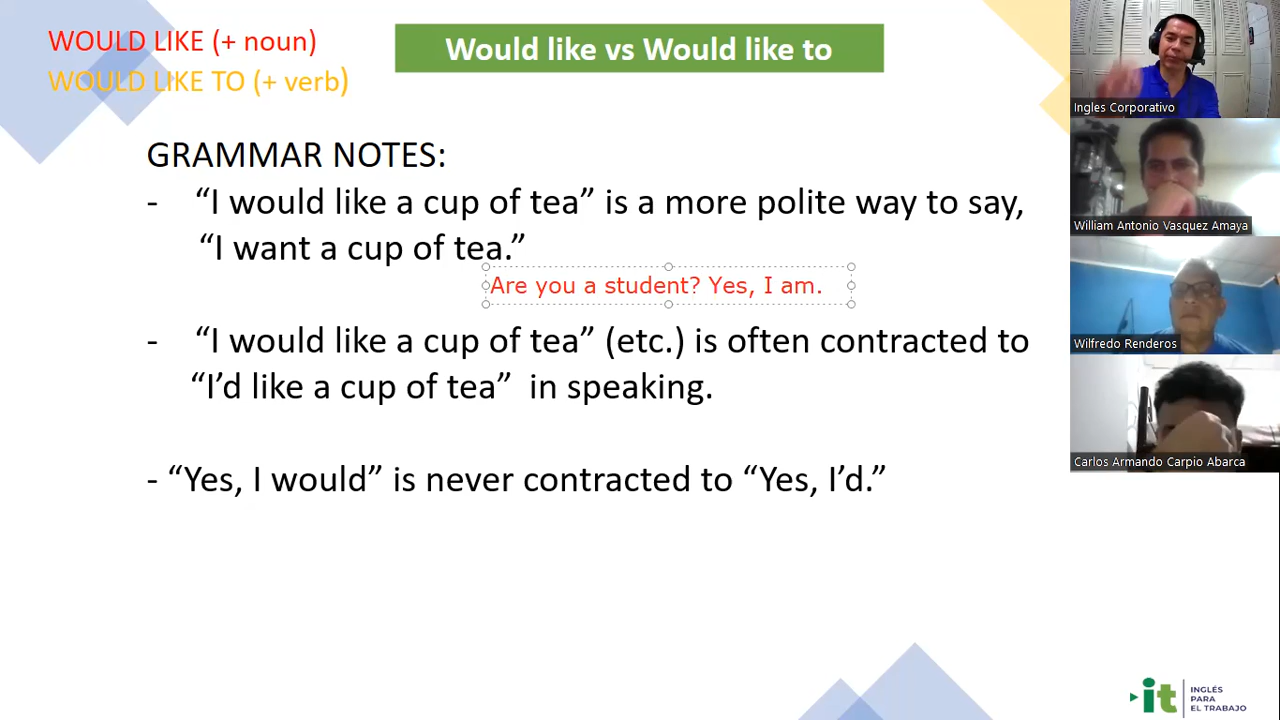 WOULD LIKE (+ noun)
WOULD LIKE TO (+ verb)
Would like vs Would like to
GRAMMAR NOTES:
- “I would like a cup of tea” is a more polite way to say,
“I want a cup of tea.”
Are you a student? Yes, I am.
- “I would like a cup of tea” (etc.) is often contracted to
“I’d like a cup of tea” in speaking.
- “Yes, I would” is never contracted to “Yes, I’d.”
Ingles Corporativo
William Antonio Vasquez Amaya
Wilfredo Renderos
Carlos Armando Carpio Abarca
it
INGLÉS
PARA
EL TRABAJO